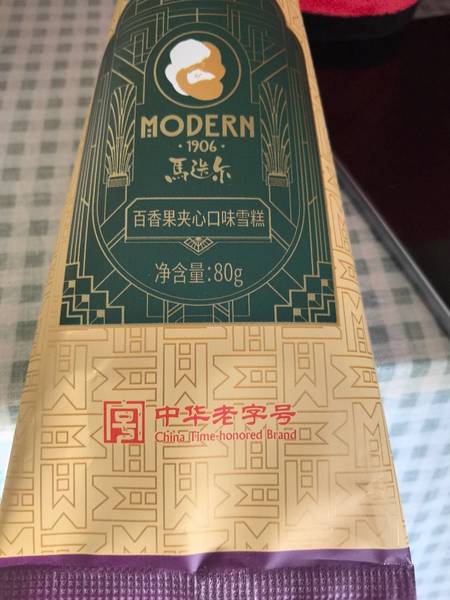 MODERN
·1906·
馬迭尔
百香果夹心口味雪糕
净含量:80g
中华老字号
China Time-honored Brand